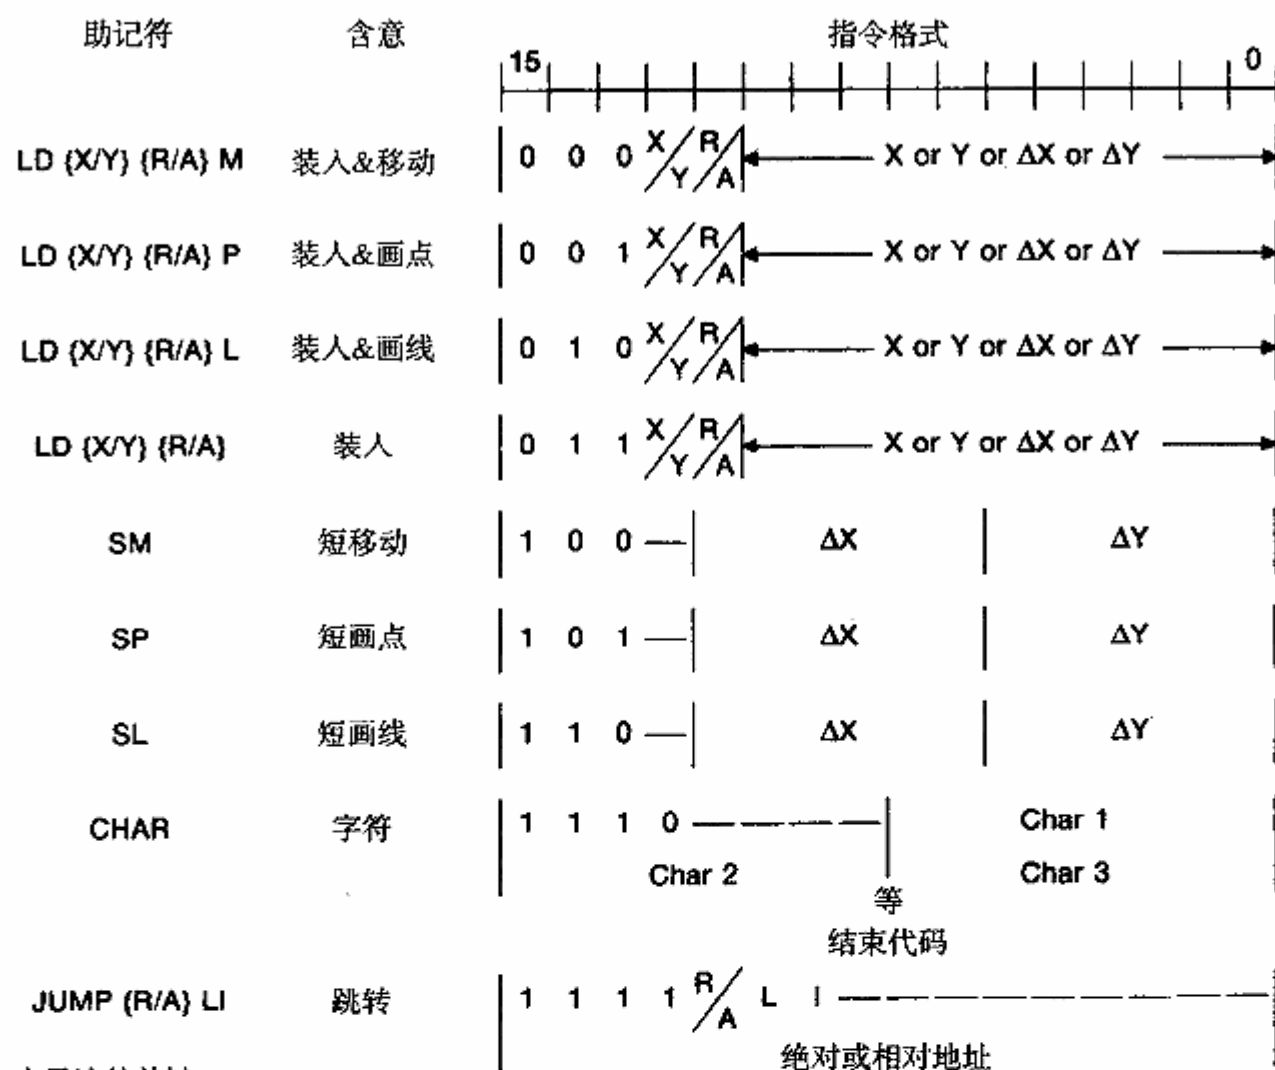 助记符 含意 指令格式
15 0
LD {X/Y} {R/A} M 装入&移动 0 0 0 X/Y R/A X or Y or ΔX or ΔY
LD {X/Y} {R/A} P 装入&画点 0 0 1 X/Y R/A X or Y or ΔX or ΔY
LD {X/Y} {R/A} L 装入&画线 0 1 0 X/Y R/A X or Y or ΔX or ΔY
LD {X/Y} {R/A} 装入 0 1 1 X/Y R/A X or Y or ΔX or ΔY
SM 短移动 1 0 0 — ΔX ΔY
SP 短画点 1 0 1 — ΔX ΔY
SL 短画线 1 1 0 — ΔX ΔY
CHAR 字符 1 1 1 0 Char 1
Char 2 Char 3
等
结束代码
JUMP {R/A} LI 跳转 1 1 1 1 R/A L I
绝对或相对地址